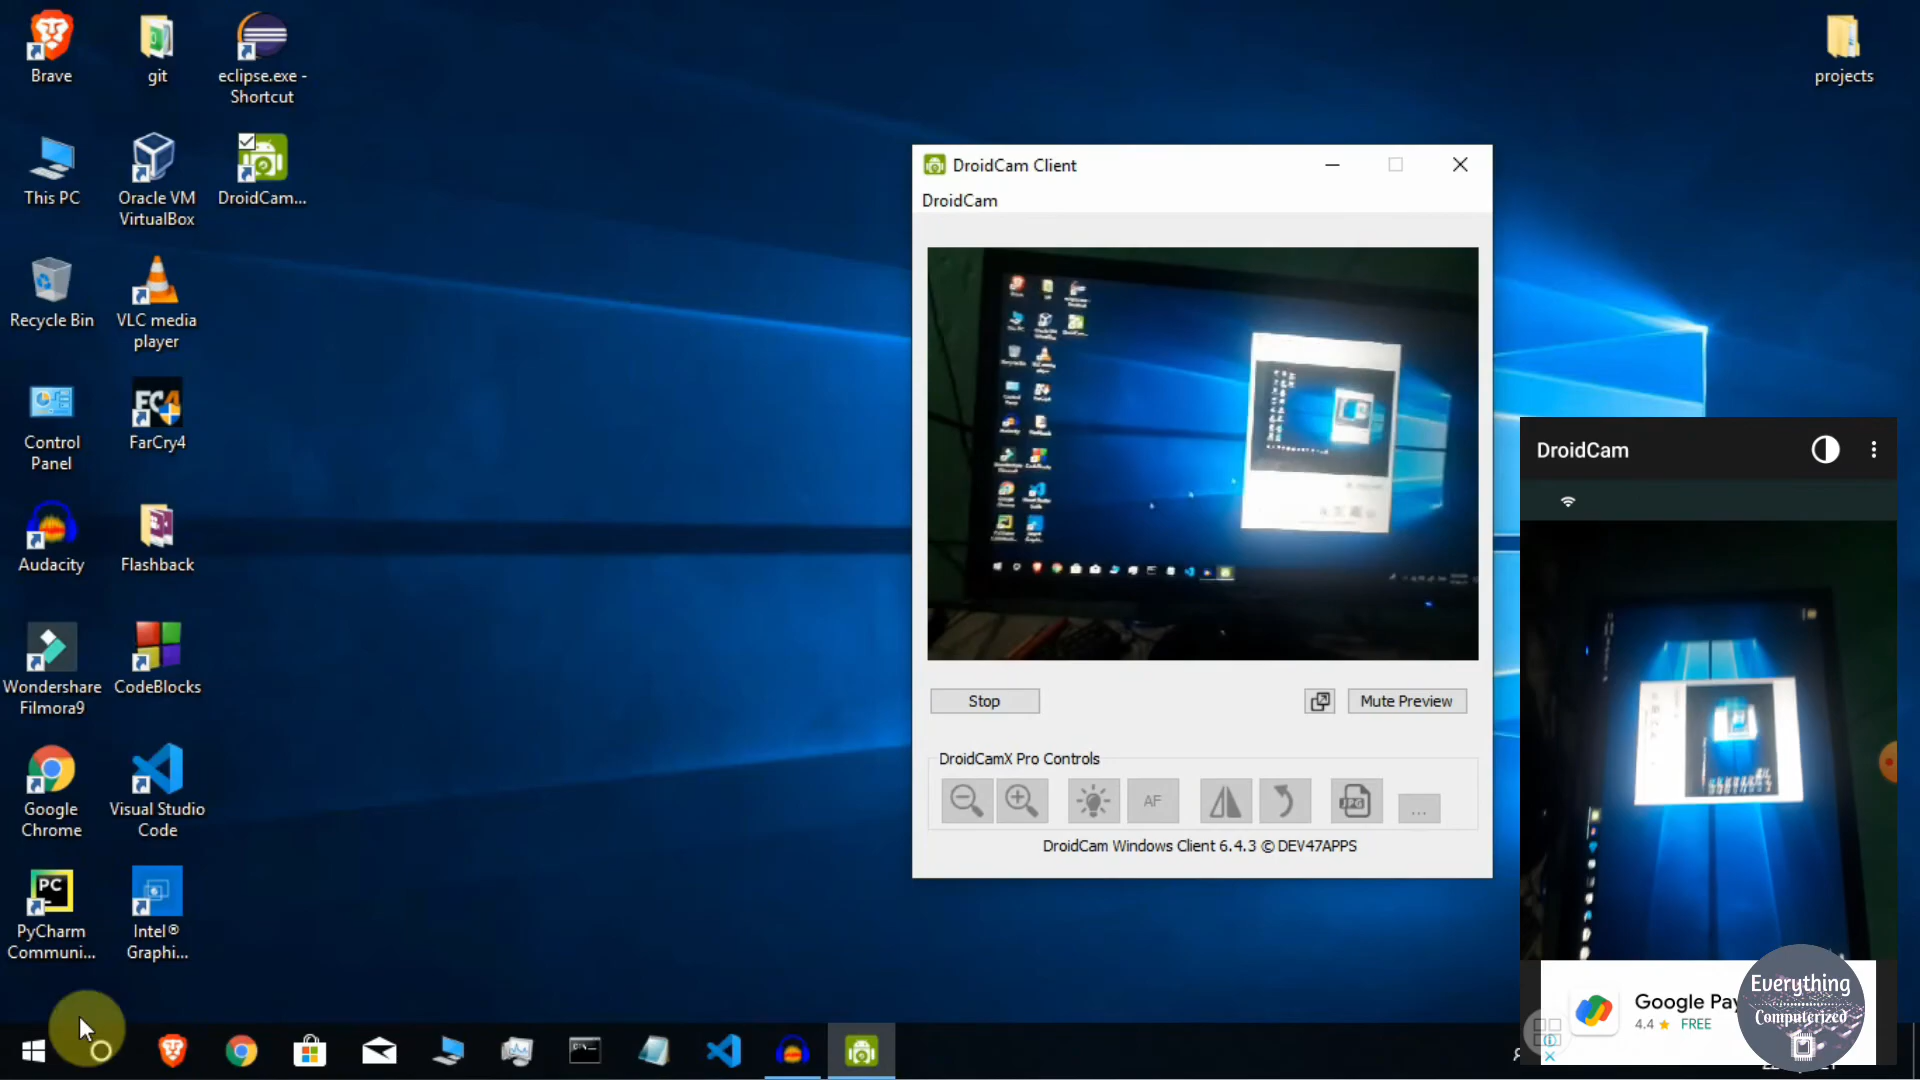 Brave
git
eclipse.exe -
Shortcut
projects
This PC
Oracle VM
VirtualBox
DroidCam...
Recycle Bin
VLC media
player
Control
Panel
FarCry4
Audacity
Flashback
Wondershare
Filmora9
CodeBlocks
Google
Chrome
Visual Studio
Code
PC
PyCharm
Communi...
Intel®
Graphi...
DroidCam Client
DroidCam
Stop
Mute Preview
DroidCamX Pro Controls
AF
JPG
...
DroidCam Windows Client 6.4.3 © DEV47APPS
DroidCam
Google Pay
4.4 ★ FREE
Everything
Computerized